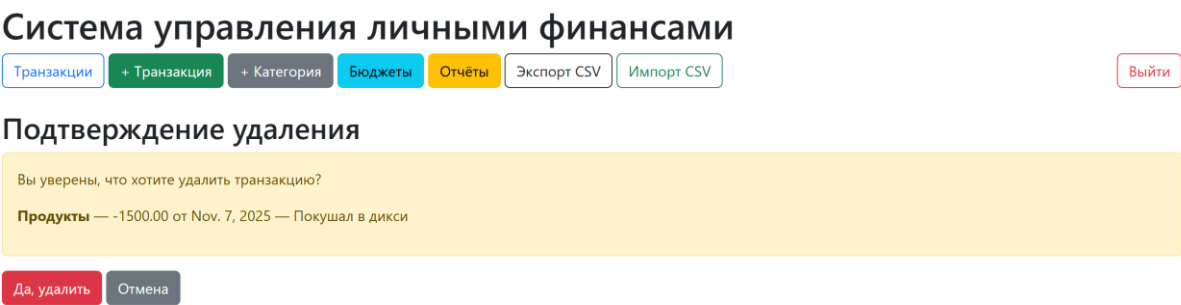 Система управления личными финансами
Транзакции + Транзакция + Категория Бюджеты Отчёты Экспорт CSV Импорт CSV Выйти
Подтверждение удаления
Вы уверены, что хотите удалить транзакцию?
Продукты — -1500.00 от Nov. 7, 2025 — Покушал в дикси
Да, удалить Отмена